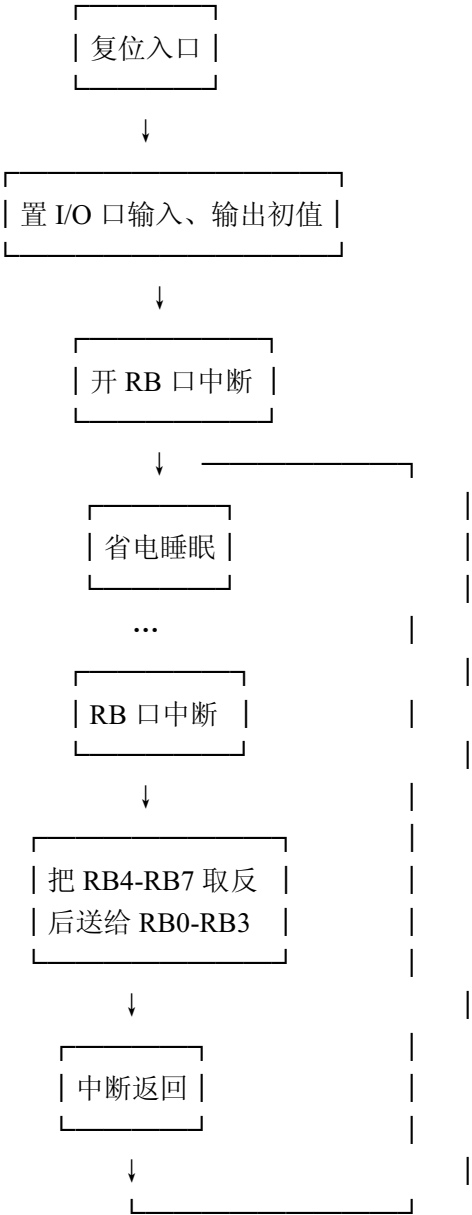 复位入口
置 I/O 口输入、输出初值
开 RB 口中断
省电睡眠
…
RB 口中断
把 RB4-RB7 取反
后送给 RB0-RB3
中断返回